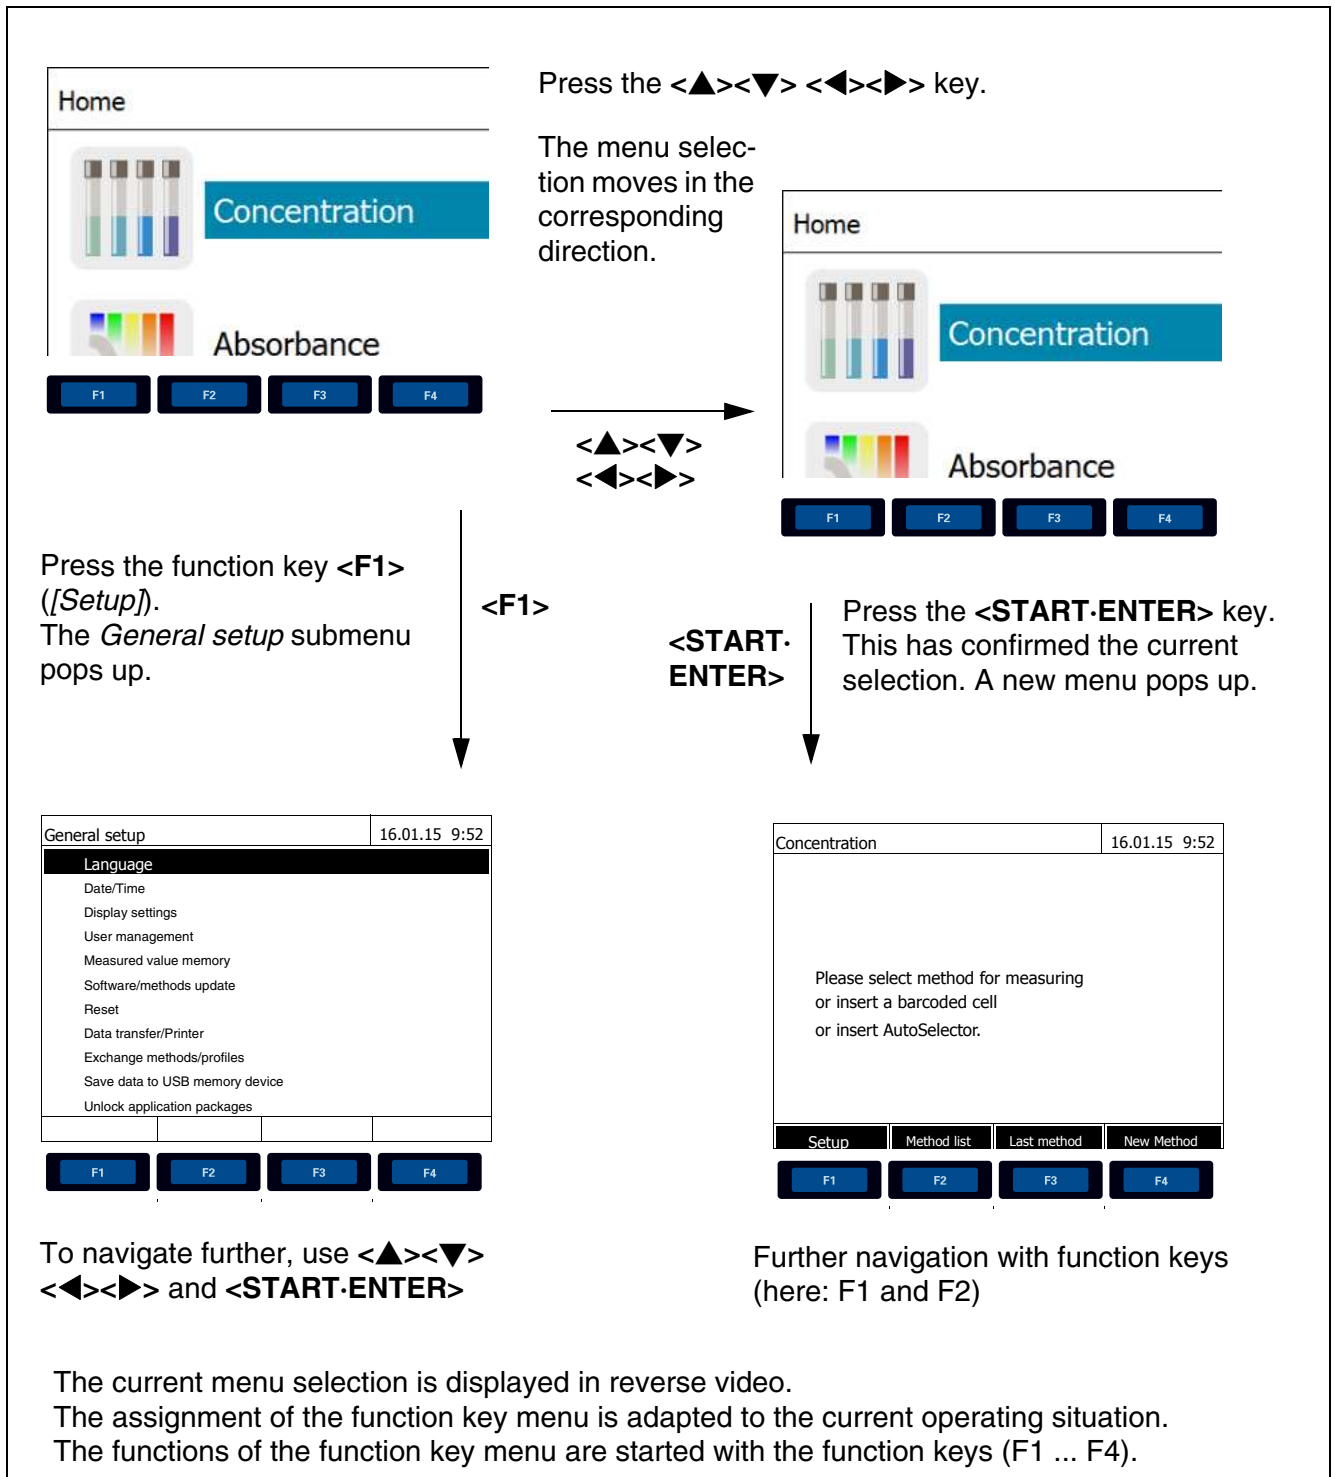 Home
Concentration
Absorbance
F1 F2 F3 F4
Press the <▲><▼> <◀><▶> key.
The menu selec-
tion moves in the
corresponding
direction.
<▲><▼>
<◀><▶>
Home
Concentration
Absorbance
F1 F2 F3 F4
Press the function key <F1>
([Setup]).
The General setup submenu
pops up.
<F1>
<START·
ENTER>
Press the <START·ENTER> key.
This has confirmed the current
selection. A new menu pops up.
General setup 16.01.15 9:52
Language
Date/Time
Display settings
User management
Measured value memory
Software/methods update
Reset
Data transfer/Printer
Exchange methods/profiles
Save data to USB memory device
Unlock application packages
F1 F2 F3 F4
To navigate further, use <▲><▼>
<◀><▶> and <START·ENTER>
Concentration 16.01.15 9:52
Please select method for measuring
or insert a barcoded cell
or insert AutoSelector.
Setup Method list Last method New Method
F1 F2 F3 F4
Further navigation with function keys
(here: F1 and F2)
The current menu selection is displayed in reverse video.
The assignment of the function key menu is adapted to the current operating situation.
The functions of the function key menu are started with the function keys (F1 ... F4).